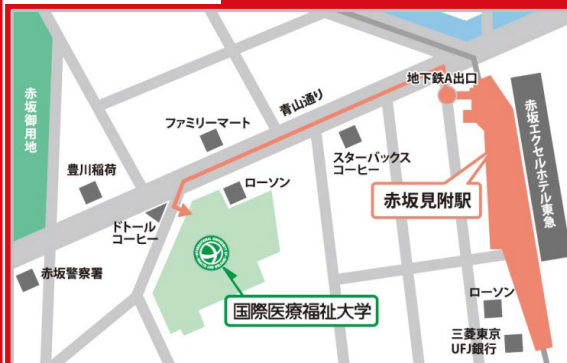 地下鉄A出口
青山通り
赤坂御用地
ファミリーマート
赤坂エクセルホテル東急
スターバックス
コーヒー
豊川稲荷
ローソン
赤坂見附駅
ドトール
コーヒー
赤坂警察署
国際医療福祉大学
ローソン
三菱東京
UFJ銀行